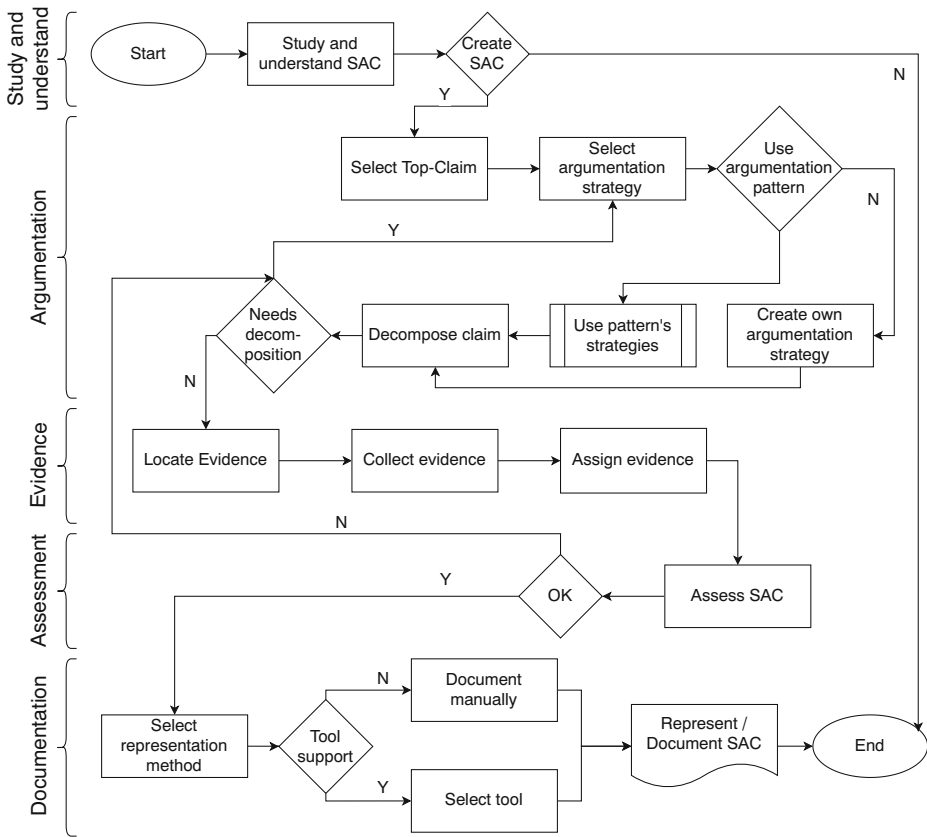 Study and
understand
Start
Study and
understand SAC
Create
SAC
N
Y
Argumentation
Select Top-Claim
Select
argumentation
strategy
Use
argumentation
pattern
N
Y
Needs
decom-
position
Decompose claim
Use pattern's
strategies
Create own
argumentation
strategy
N
Evidence
Locate Evidence
Collect evidence
Assign evidence
N
Assessment
Y
OK
Assess SAC
Documentation
Select
representation
method
Tool
support
N
Document
manually
Y
Select tool
Represent /
Document SAC
End